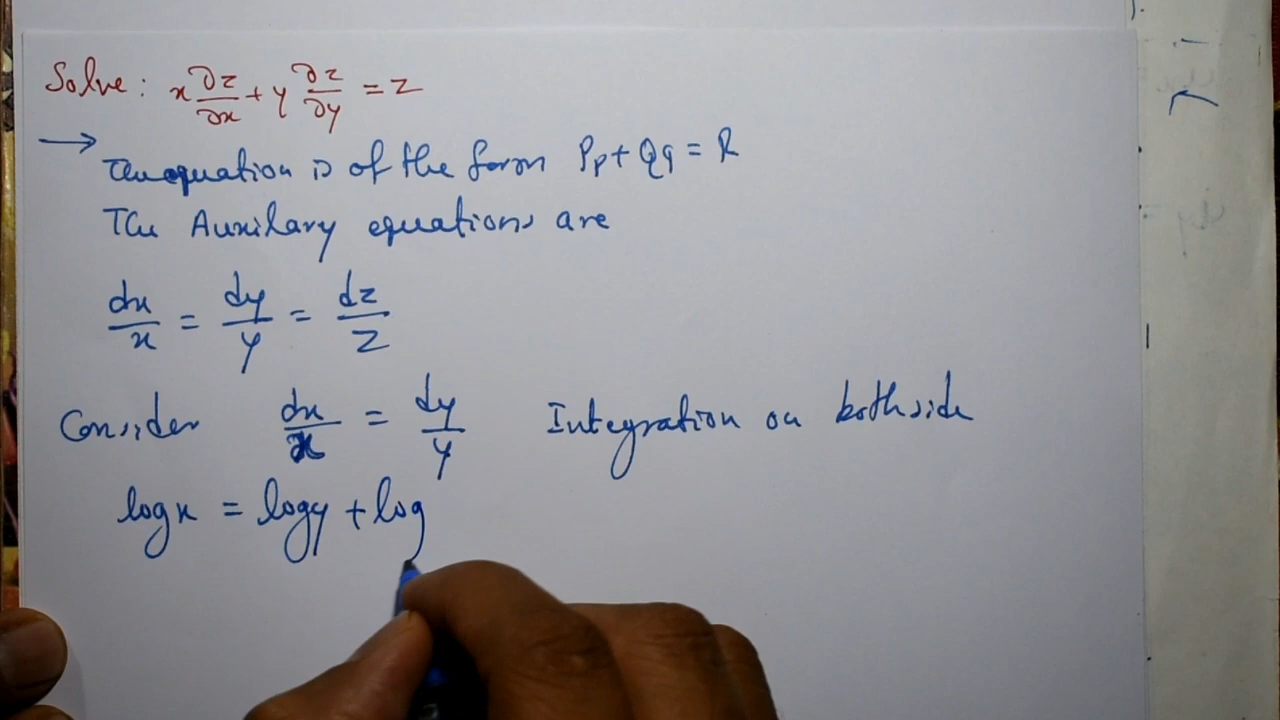 Solve : x ∂z/∂x + y ∂z/∂y = z
→ The equation is of the form Pp + Qq = R
The Auxilary equations are
dx/x = dy/y = dz/z
Consider dx/x = dy/y Integration on bothside
log x = log y + log